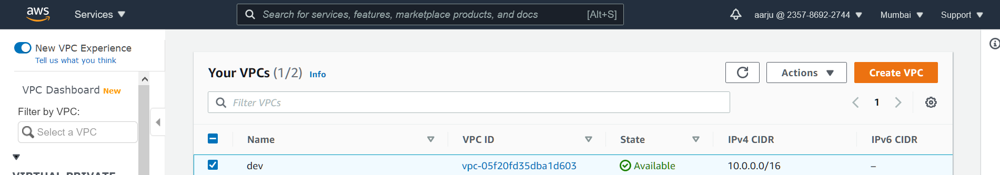 aws
Services
Search for services, features, marketplace products, and docs [Alt+S]
aarju @ 2357-8692-2744
Mumbai
Support
New VPC Experience
Tell us what you think
VPC Dashboard New
Filter by VPC:
Select a VPC
VIRTUAL PRIVATE
Your VPCs (1/2) Info
Actions
Create VPC
Filter VPCs
1
Name VPC ID State IPv4 CIDR IPv6 CIDR
dev vpc-05f20fd35dba1d603 Available 10.0.0.0/16 –